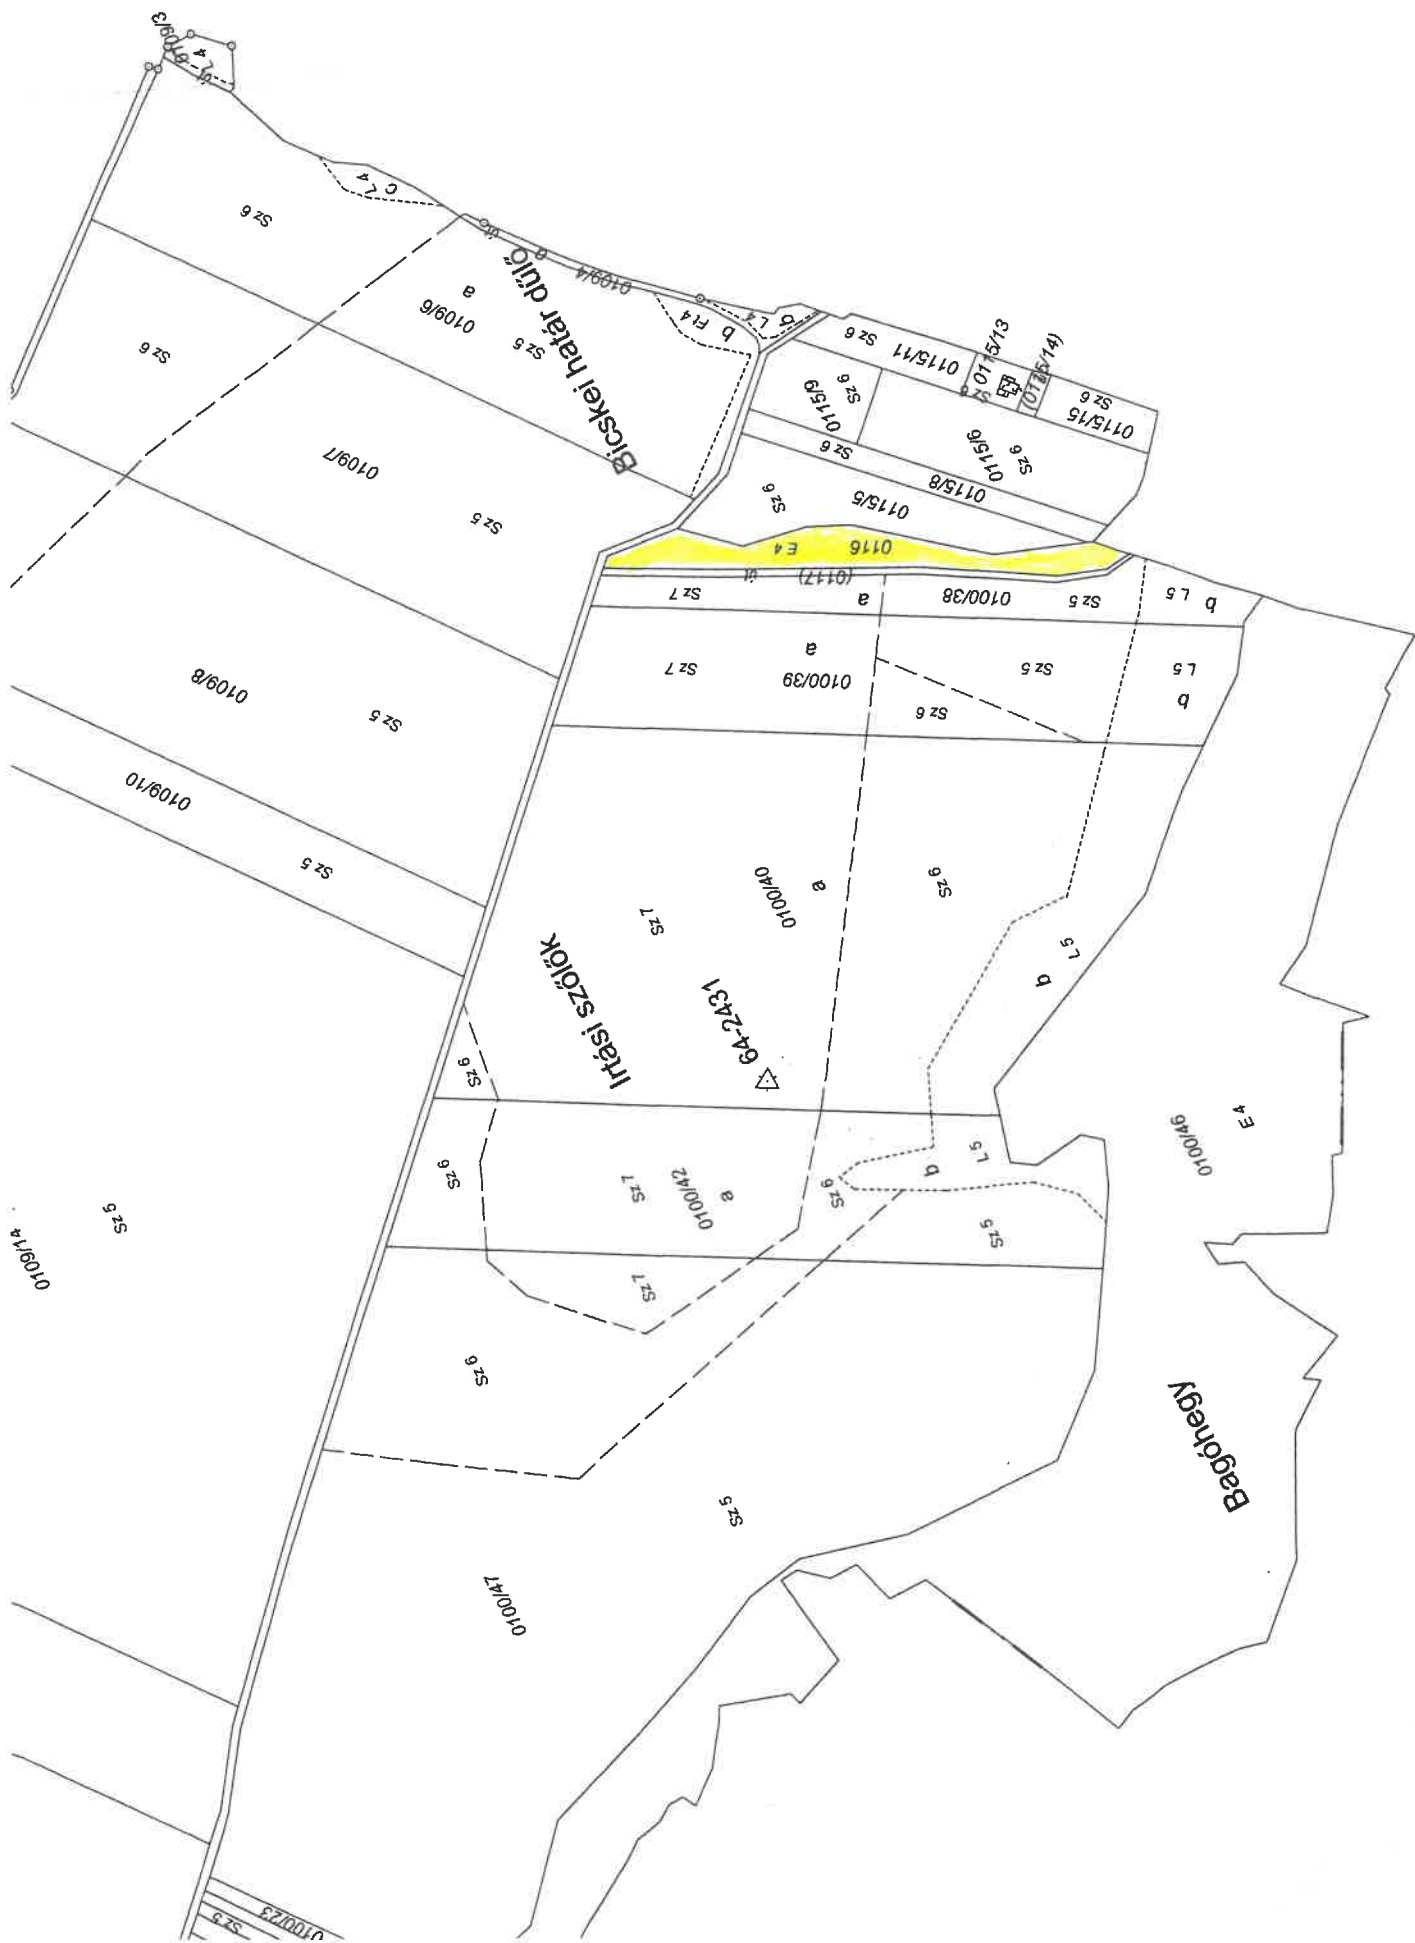 0109/3
út
L 4
C L 4
Sz 6
Sz 6
út
0109/4
0109/6
a
Sz 5
Bicskei határ dűlő
b
Ft 4
b
L 4
0109/7
Sz 5
Sz 6
0115/11
0115/13
Sz 6
0115/9
Sz 6
0115/15
Sz 6
0115/6
Sz 6
Sz 6
0115/8
Sz 6
0115/5
0116
E 4
(0117)
út
Sz 7
a
0100/38
Sz 5
b
L 5
a
0100/39
Sz 7
Sz 5
Sz 6
L 5
b
0109/8
Sz 5
0109/10
Sz 5
0100/40
a
Sz 7
Sz 6
L 5
b
Irtási szőlők
64-2431
Sz 6
Sz 6
Sz 7
0100/42
a
Sz 6
b
L 5
Sz 5
0100/46
E 4
0109/14
Sz 5
Sz 7
Sz 6
Bagóhegy
Sz 5
0100/47
0100/23
Sz 5